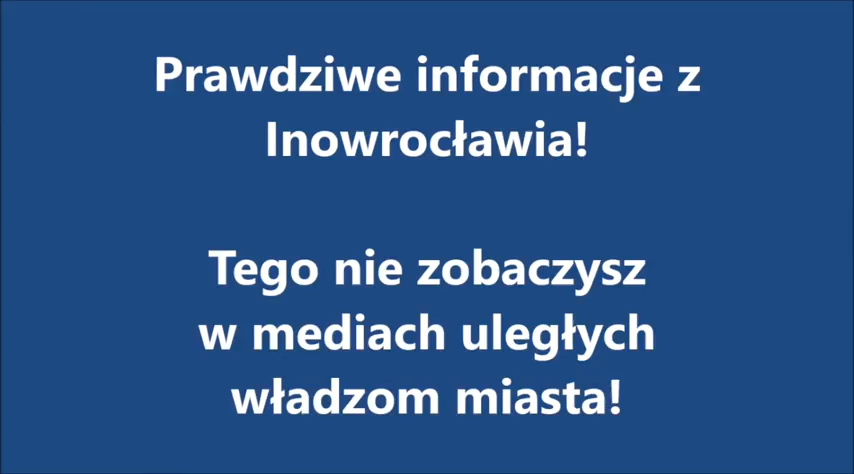 Prawdziwe informacje z
Inowrocławia!
Tego nie zobaczysz
w mediach uległych
władzom miasta!